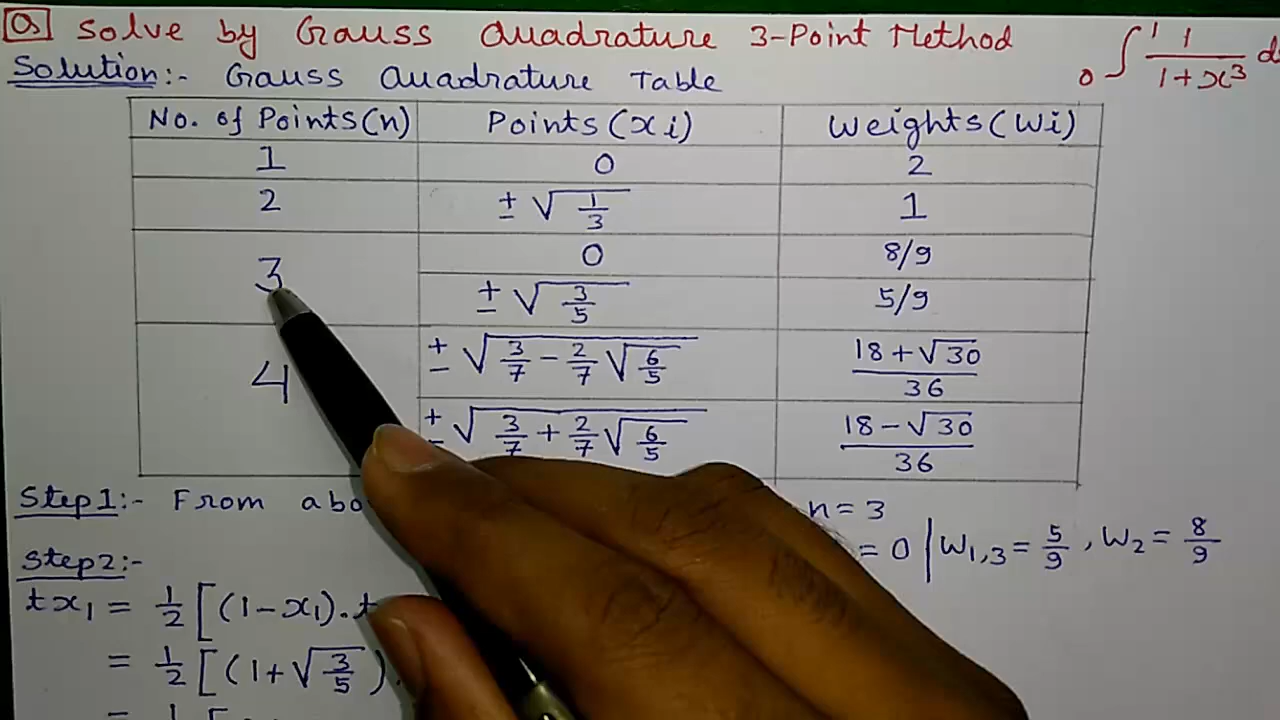 Q. Solve by Gauss Quadrature 3-Point Method 0∫1 1/(1+x³) d
Solution:- Gauss Quadrature Table
No. of Points(n) Points(xi) Weights(Wi)
1 0 2
2 ±√(1/3) 1
3 0 8/9
±√(3/5) 5/9
4 ±√(3/7 - 2/7√(6/5)) (18+√30)/36
±√(3/7 + 2/7√(6/5)) (18-√30)/36
Step1:- From n=3
= 0 | W1,3 = 5/9 , W2 = 8/9
Step2:-
tx1 = 1/2 [(1-x1).t
= 1/2 [(1+√(3/5)).